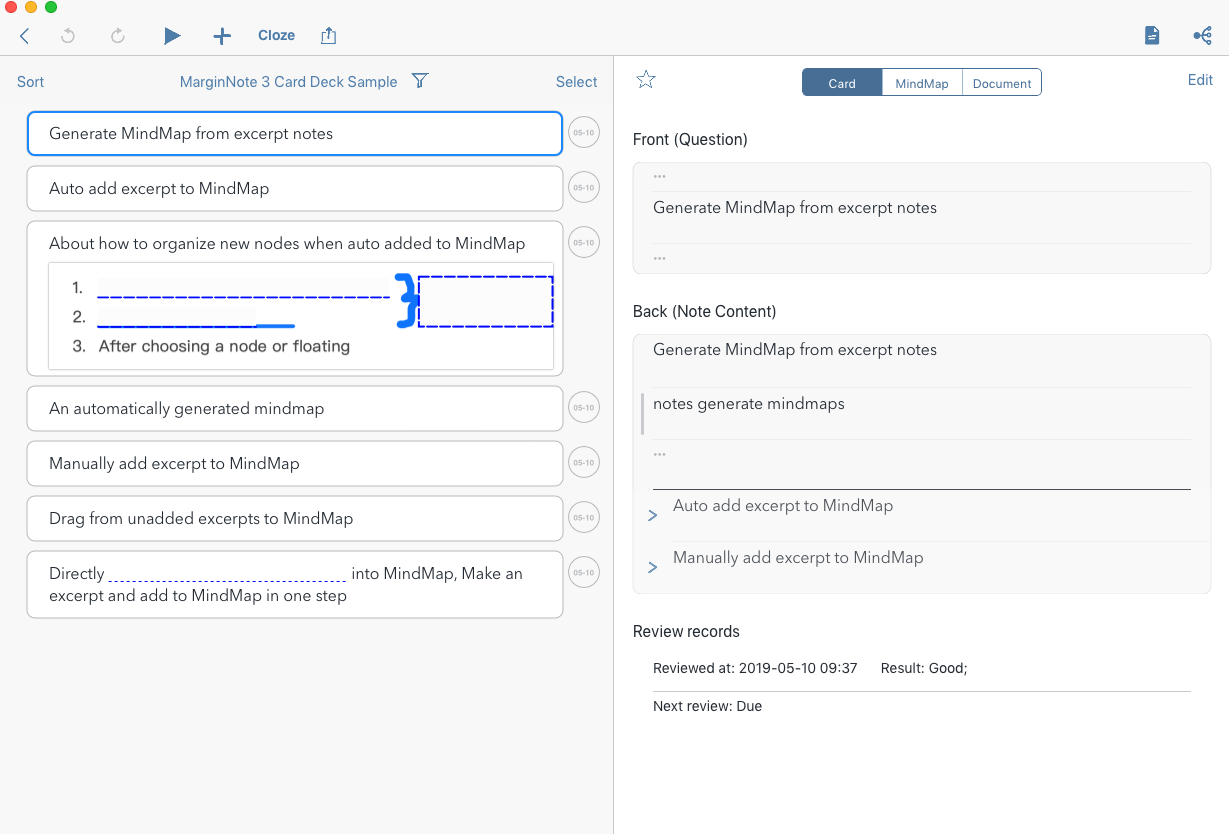 Cloze
Sort
MarginNote 3 Card Deck Sample
Select
Generate MindMap from excerpt notes
05-10
Auto add excerpt to MindMap
05-10
About how to organize new nodes when auto added to MindMap
05-10
1.
2.
3. After choosing a node or floating
An automatically generated mindmap
05-10
Manually add excerpt to MindMap
05-10
Drag from unadded excerpts to MindMap
05-10
Directly into MindMap, Make an
excerpt and add to MindMap in one step
05-10
Card
MindMap
Document
Edit
Front (Question)
...
Generate MindMap from excerpt notes
...
Back (Note Content)
Generate MindMap from excerpt notes
notes generate mindmaps
...
Auto add excerpt to MindMap
Manually add excerpt to MindMap
Review records
Reviewed at: 2019-05-10 09:37 Result: Good;
Next review: Due